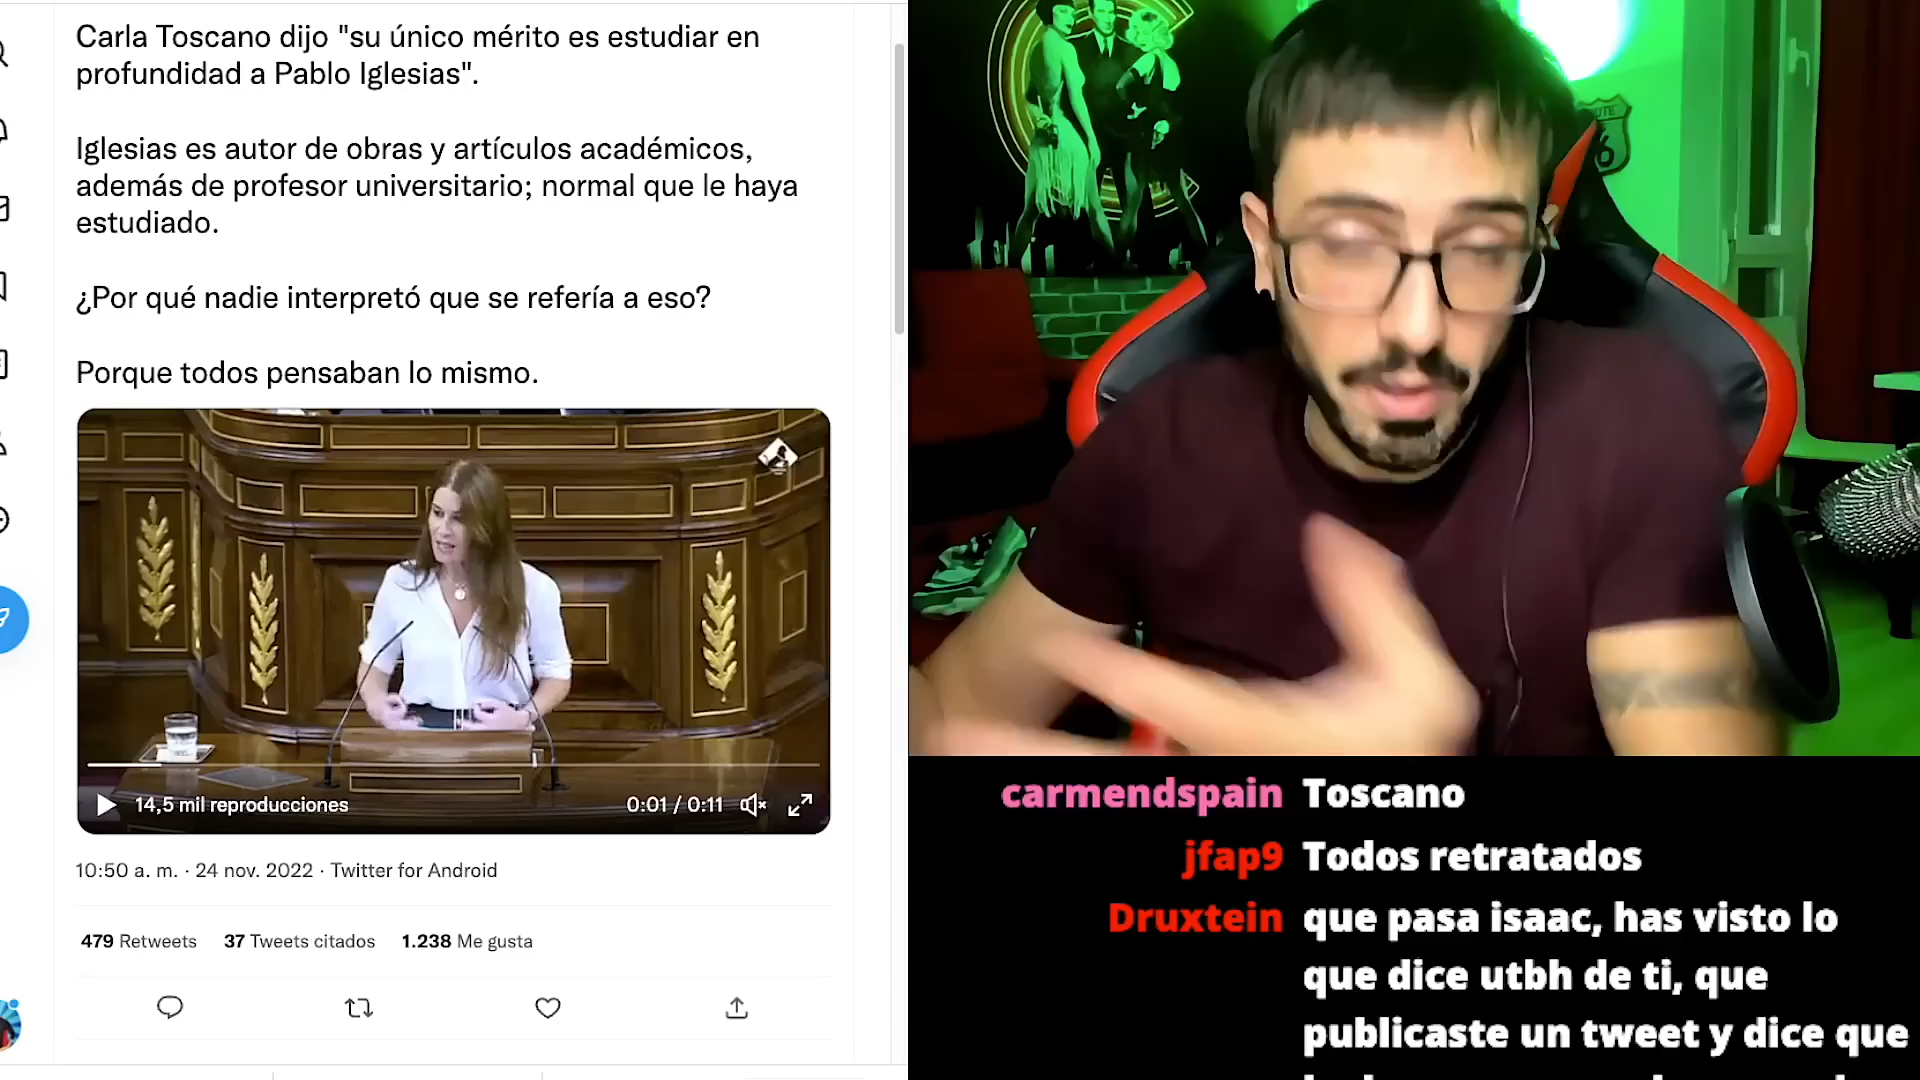 Carla Toscano dijo "su único mérito es estudiar en
profundidad a Pablo Iglesias".
Iglesias es autor de obras y artículos académicos,
además de profesor universitario; normal que le haya
estudiado.
¿Por qué nadie interpretó que se refería a eso?
Porque todos pensaban lo mismo.
14,5 mil reproducciones
0:01 / 0:11
10:50 a. m. · 24 nov. 2022 · Twitter for Android
479 Retweets 37 Tweets citados 1.238 Me gusta
carmendspain Toscano
jfap9 Todos retratados
Druxtein que pasa isaac, has visto lo
que dice utbh de ti, que
publicaste un tweet y dice que